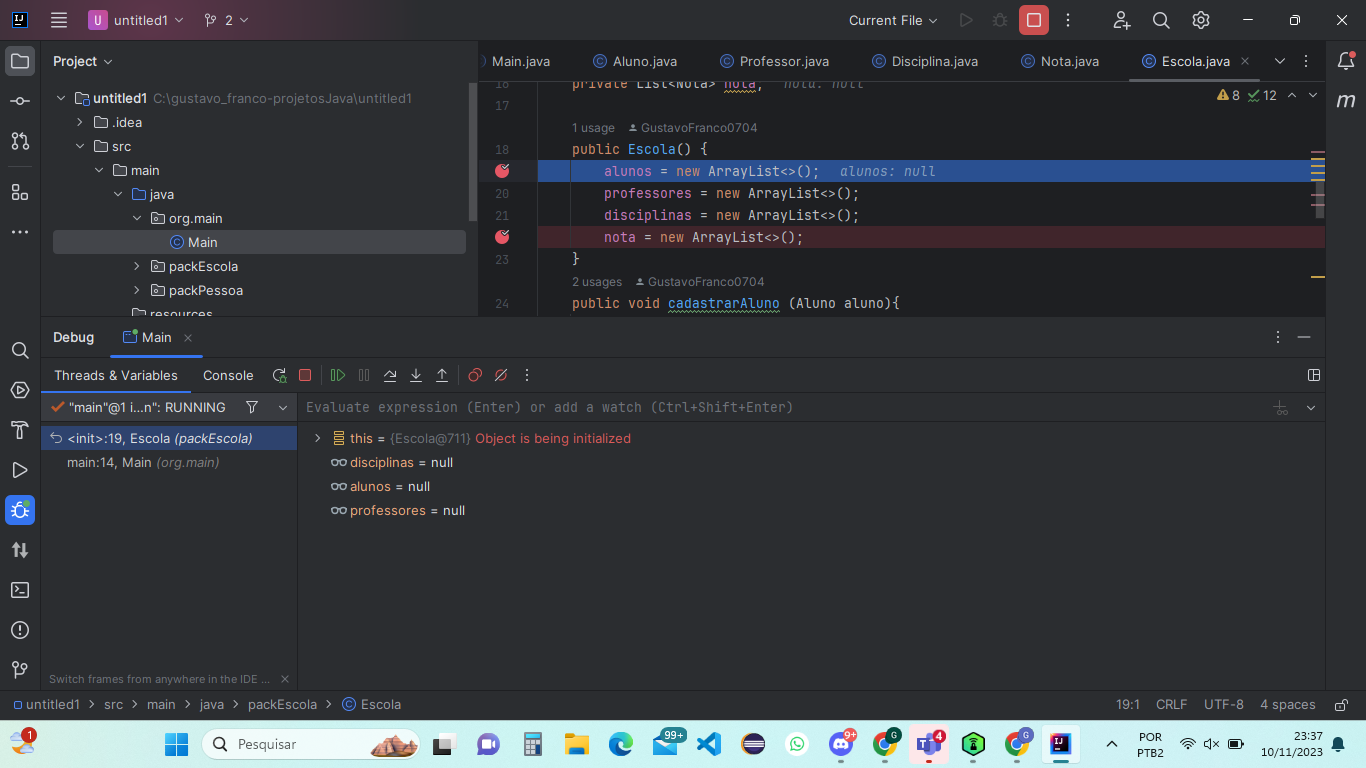 U untitled1 2 Current File
Project
Main.java Aluno.java Professor.java Disciplina.java Nota.java Escola.java
untitled1 C:\gustavo_franco-projetosJava\untitled1
.idea
src
main
java
org.main
Main
packEscola
packPessoa
resources
8 12
16 private List<Nota> nota; nota: null
17
1 usage GustavoFranco0704
18 public Escola() {
alunos = new ArrayList<>(); alunos: null
20 professores = new ArrayList<>();
21 disciplinas = new ArrayList<>();
nota = new ArrayList<>();
23 }
2 usages GustavoFranco0704
24 public void cadastrarAluno (Aluno aluno){
m
Debug Main
Threads & Variables Console
"main"@1 i...n": RUNNING
Evaluate expression (Enter) or add a watch (Ctrl+Shift+Enter)
<init>:19, Escola (packEscola)
main:14, Main (org.main)
this = {Escola@711} Object is being initialized
disciplinas = null
alunos = null
professores = null
Switch frames from anywhere in the IDE ...
untitled1 > src > main > java > packEscola > Escola
19:1 CRLF UTF-8 4 spaces
1
Pesquisar
99+
9+
G
4
G
POR
PTB2
23:37
10/11/2023